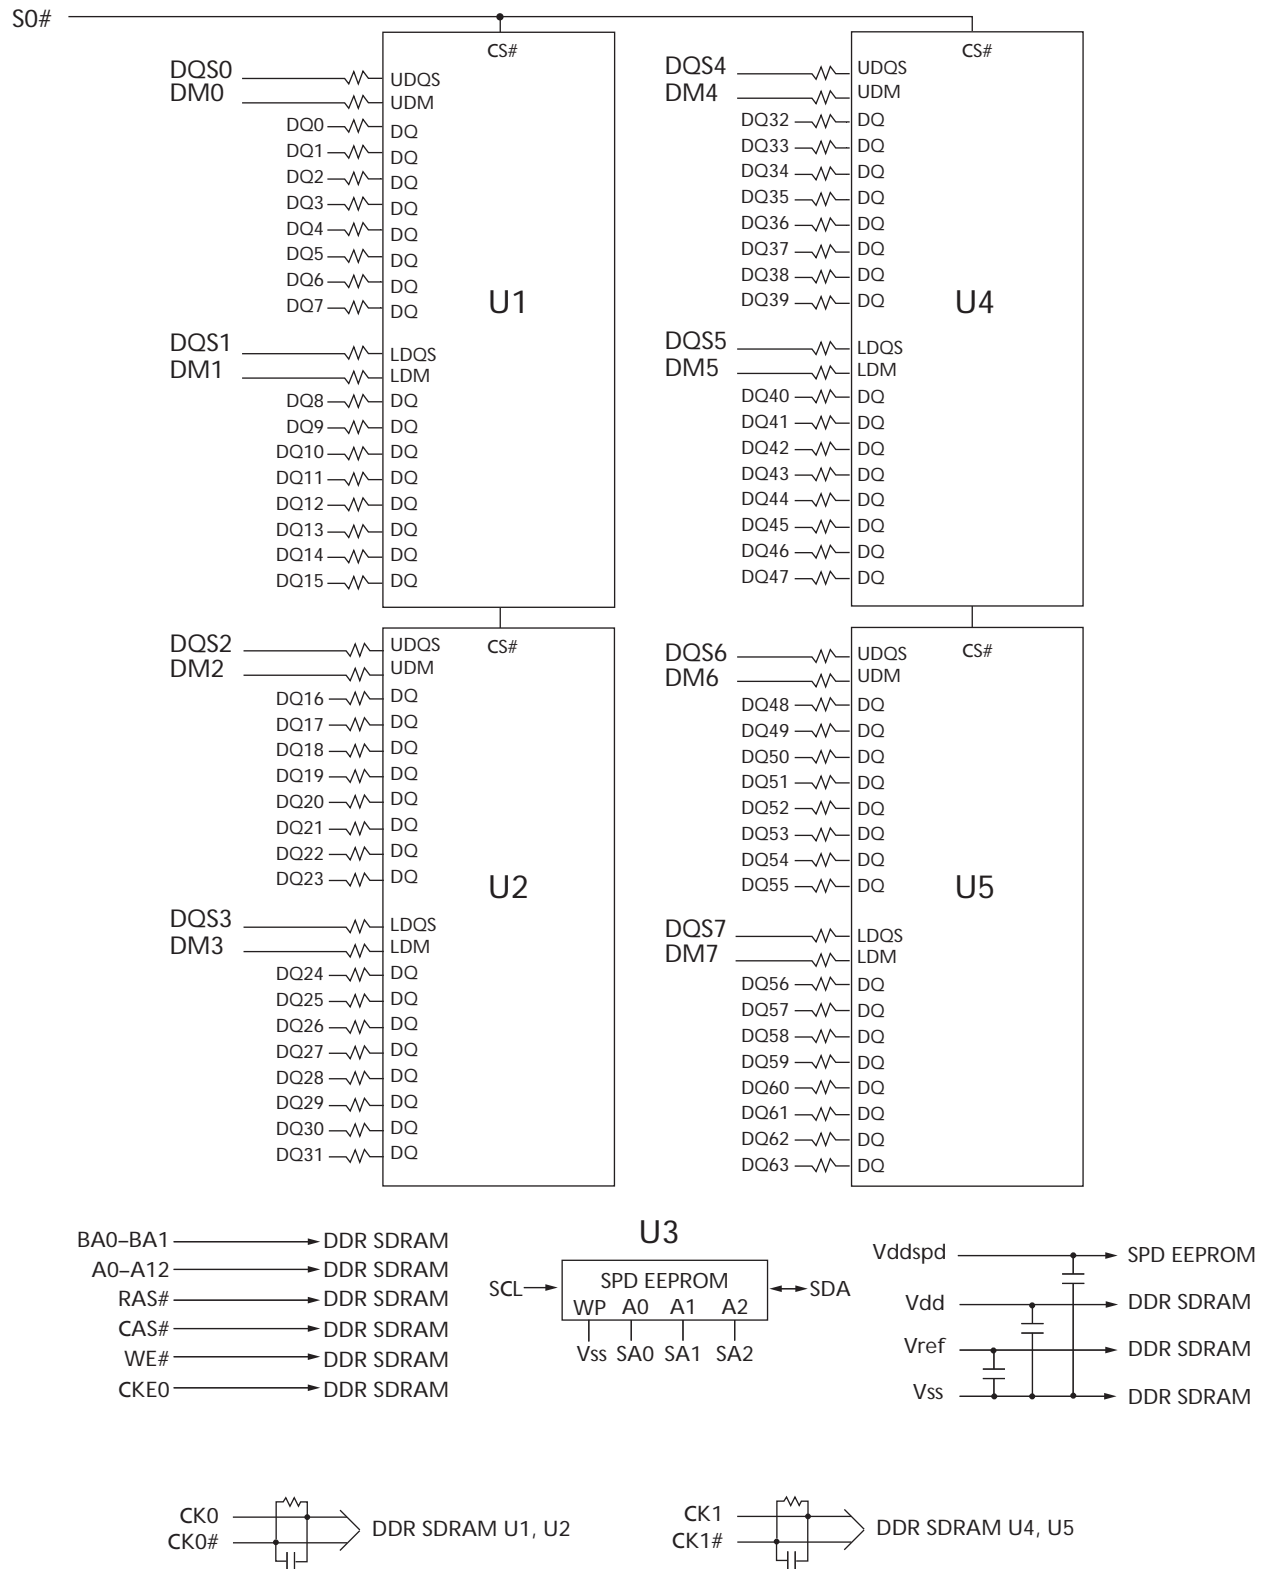 S0#
CS#
DQS0 UDQS
DM0 UDM
DQ0 DQ
DQ1 DQ
DQ2 DQ
DQ3 DQ
DQ4 DQ
DQ5 DQ
DQ6 DQ
DQ7 DQ
U1
DQS1 LDQS
DM1 LDM
DQ8 DQ
DQ9 DQ
DQ10 DQ
DQ11 DQ
DQ12 DQ
DQ13 DQ
DQ14 DQ
DQ15 DQ
CS#
DQS4 UDQS
DM4 UDM
DQ32 DQ
DQ33 DQ
DQ34 DQ
DQ35 DQ
DQ36 DQ
DQ37 DQ
DQ38 DQ
DQ39 DQ
U4
DQS5 LDQS
DM5 LDM
DQ40 DQ
DQ41 DQ
DQ42 DQ
DQ43 DQ
DQ44 DQ
DQ45 DQ
DQ46 DQ
DQ47 DQ
CS#
DQS2 UDQS
DM2 UDM
DQ16 DQ
DQ17 DQ
DQ18 DQ
DQ19 DQ
DQ20 DQ
DQ21 DQ
DQ22 DQ
DQ23 DQ
U2
DQS3 LDQS
DM3 LDM
DQ24 DQ
DQ25 DQ
DQ26 DQ
DQ27 DQ
DQ28 DQ
DQ29 DQ
DQ30 DQ
DQ31 DQ
CS#
DQS6 UDQS
DM6 UDM
DQ48 DQ
DQ49 DQ
DQ50 DQ
DQ51 DQ
DQ52 DQ
DQ53 DQ
DQ54 DQ
DQ55 DQ
U5
DQS7 LDQS
DM7 LDM
DQ56 DQ
DQ57 DQ
DQ58 DQ
DQ59 DQ
DQ60 DQ
DQ61 DQ
DQ62 DQ
DQ63 DQ
BA0–BA1 DDR SDRAM
A0–A12 DDR SDRAM
RAS# DDR SDRAM
CAS# DDR SDRAM
WE# DDR SDRAM
CKE0 DDR SDRAM
U3
SCL SPD EEPROM SDA
WP A0 A1 A2
Vss SA0 SA1 SA2
Vddspd SPD EEPROM
Vdd DDR SDRAM
Vref DDR SDRAM
Vss DDR SDRAM
CK0
CK0#
DDR SDRAM U1, U2
CK1
CK1#
DDR SDRAM U4, U5